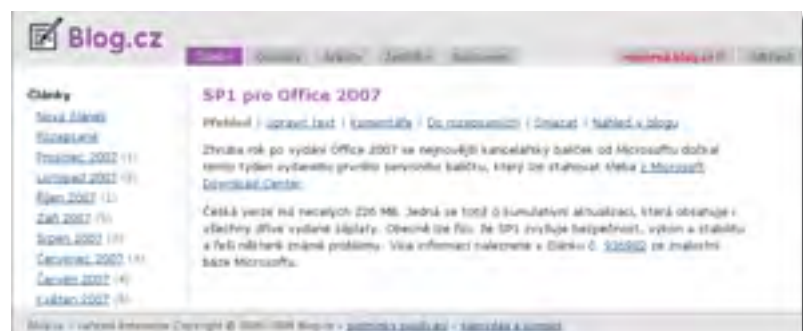 Blog.cz
Články
Nový článek
Rozepsané
Prosinec 2007 (1)
Listopad 2007
Říjen 2007 (1)
Září 2007 (5)
Srpen 2007
Červenec 2007
Červen 2007 (4)
Květen 2007
SP1 pro Office 2007
Přehled | Upravit text | Komentáře | Do rozepsaných | Smazat | Náhled v blogu
Zhruba rok po vydání Office 2007 se nejnovější kancelářský balíček od Microsoftu dočkal
tento týden vydaného prvního servisního balíčku, který lze stahovat třeba z Microsoft
Download Center.
Česká verze má necelých 226 MB. Jedná se totiž o kumulativní aktualizaci, která obsahuje i
všechny dříve vydané záplaty. Obecně lze říci, že SP1 zvyšuje bezpečnost, výkon a stabilitu
a řeší některé známé problémy. Více informací naleznete v článku č. 936982 ze znalostní
báze Microsoftu.